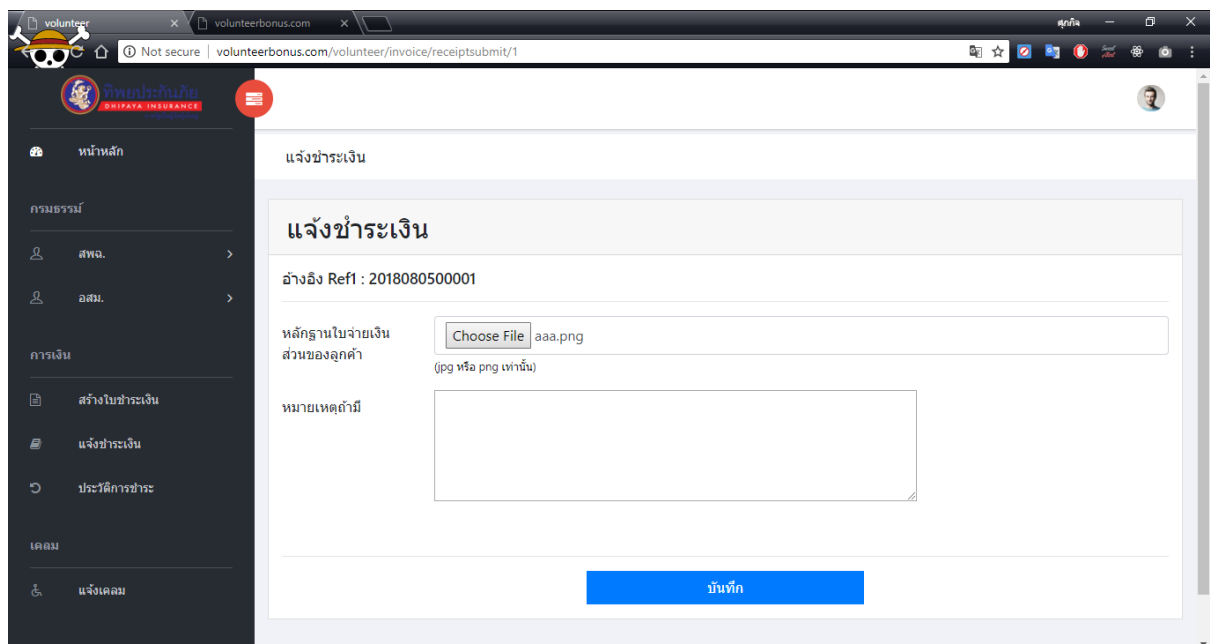 volunteer
volunteerbonus.com
ศุภกิจ
Not secure | volunteerbonus.com/volunteer/invoice/receiptsubmit/1
ทิพยประกันภัย
DHIPAYA INSURANCE
หน้าหลัก
แจ้งชำระเงิน
กรมธรรม์
แจ้งชำระเงิน
สพฉ.
อ้างอิง Ref1 : 2018080500001
อสม.
หลักฐานใบจ่ายเงิน
ส่วนของลูกค้า
Choose File aaa.png
(jpg หรือ png เท่านั้น)
การเงิน
สร้างใบชำระเงิน
หมายเหตุถ้ามี
แจ้งชำระเงิน
ประวัติการชำระ
เคลม
แจ้งเคลม
บันทึก